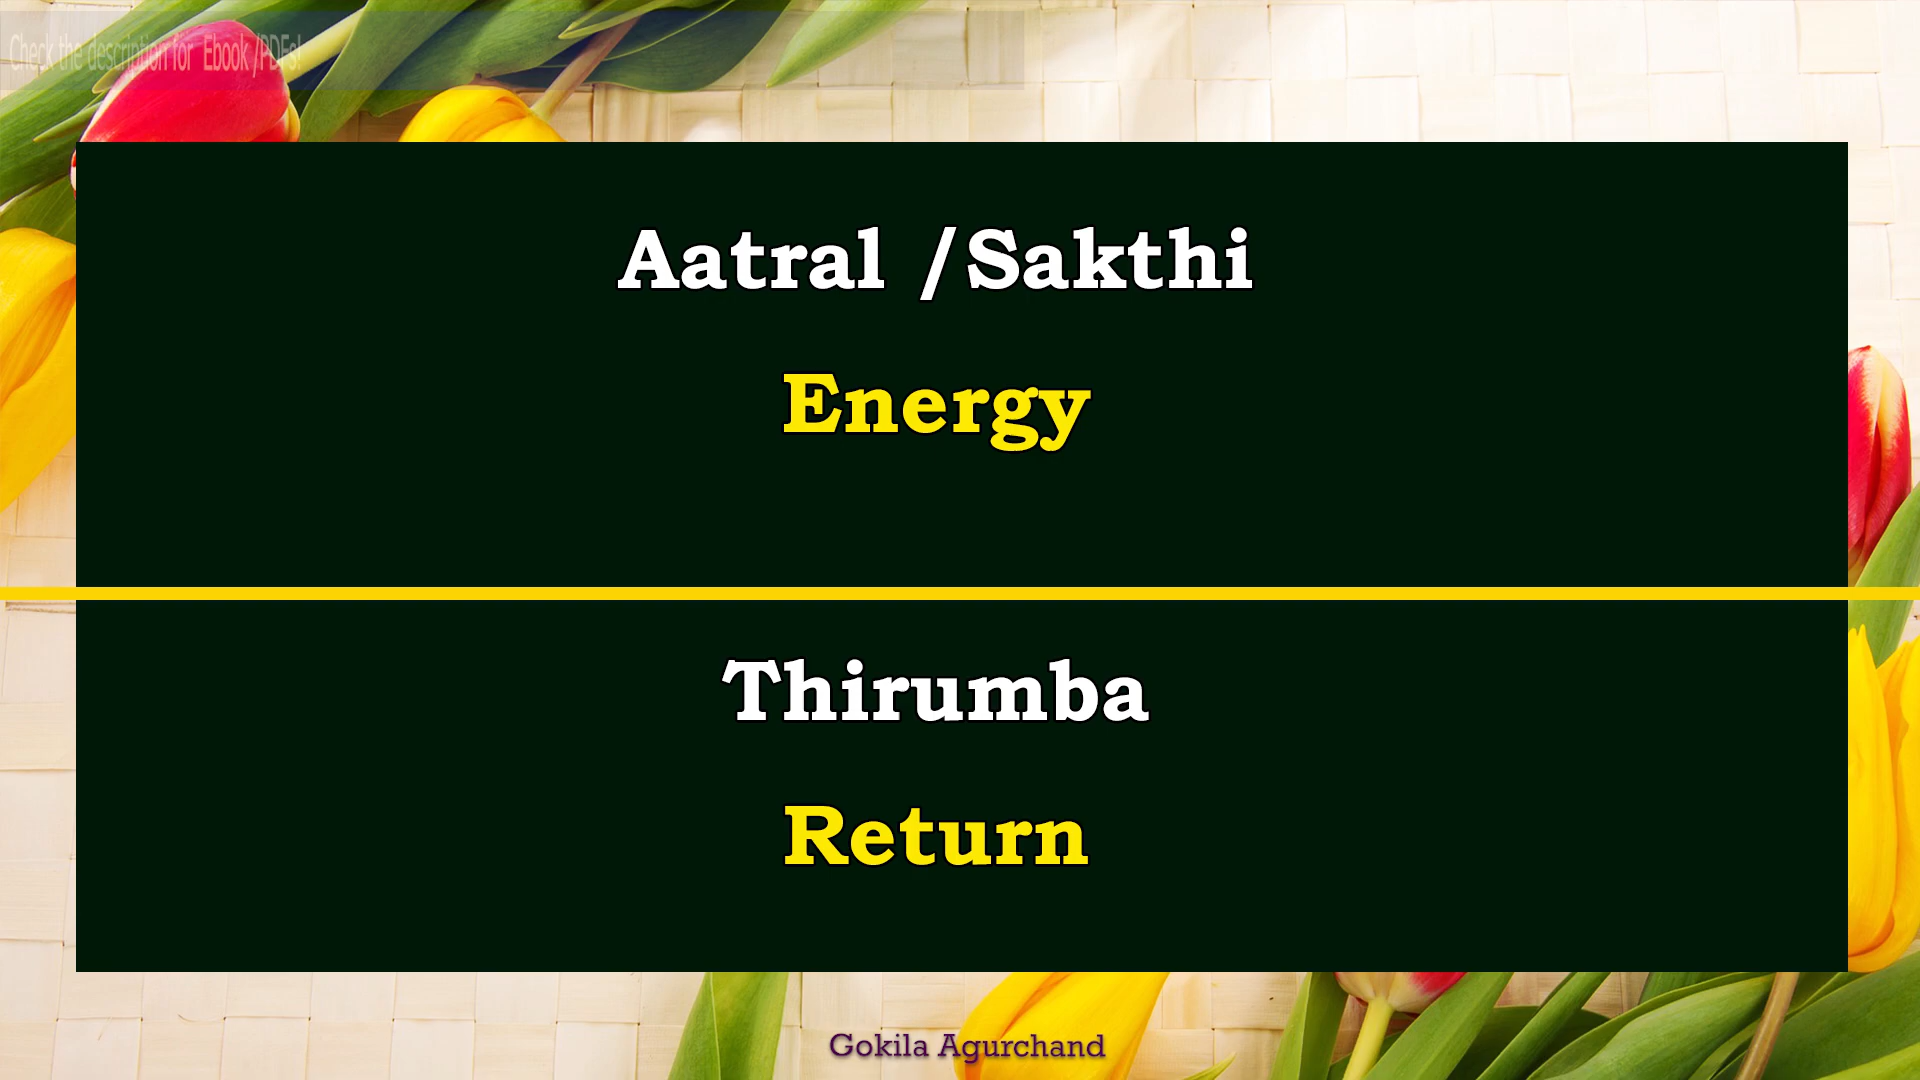 Check the description for Ebook /PDFs!
Aatral /Sakthi
Energy
Thirumba
Return
Gokila Agurchand